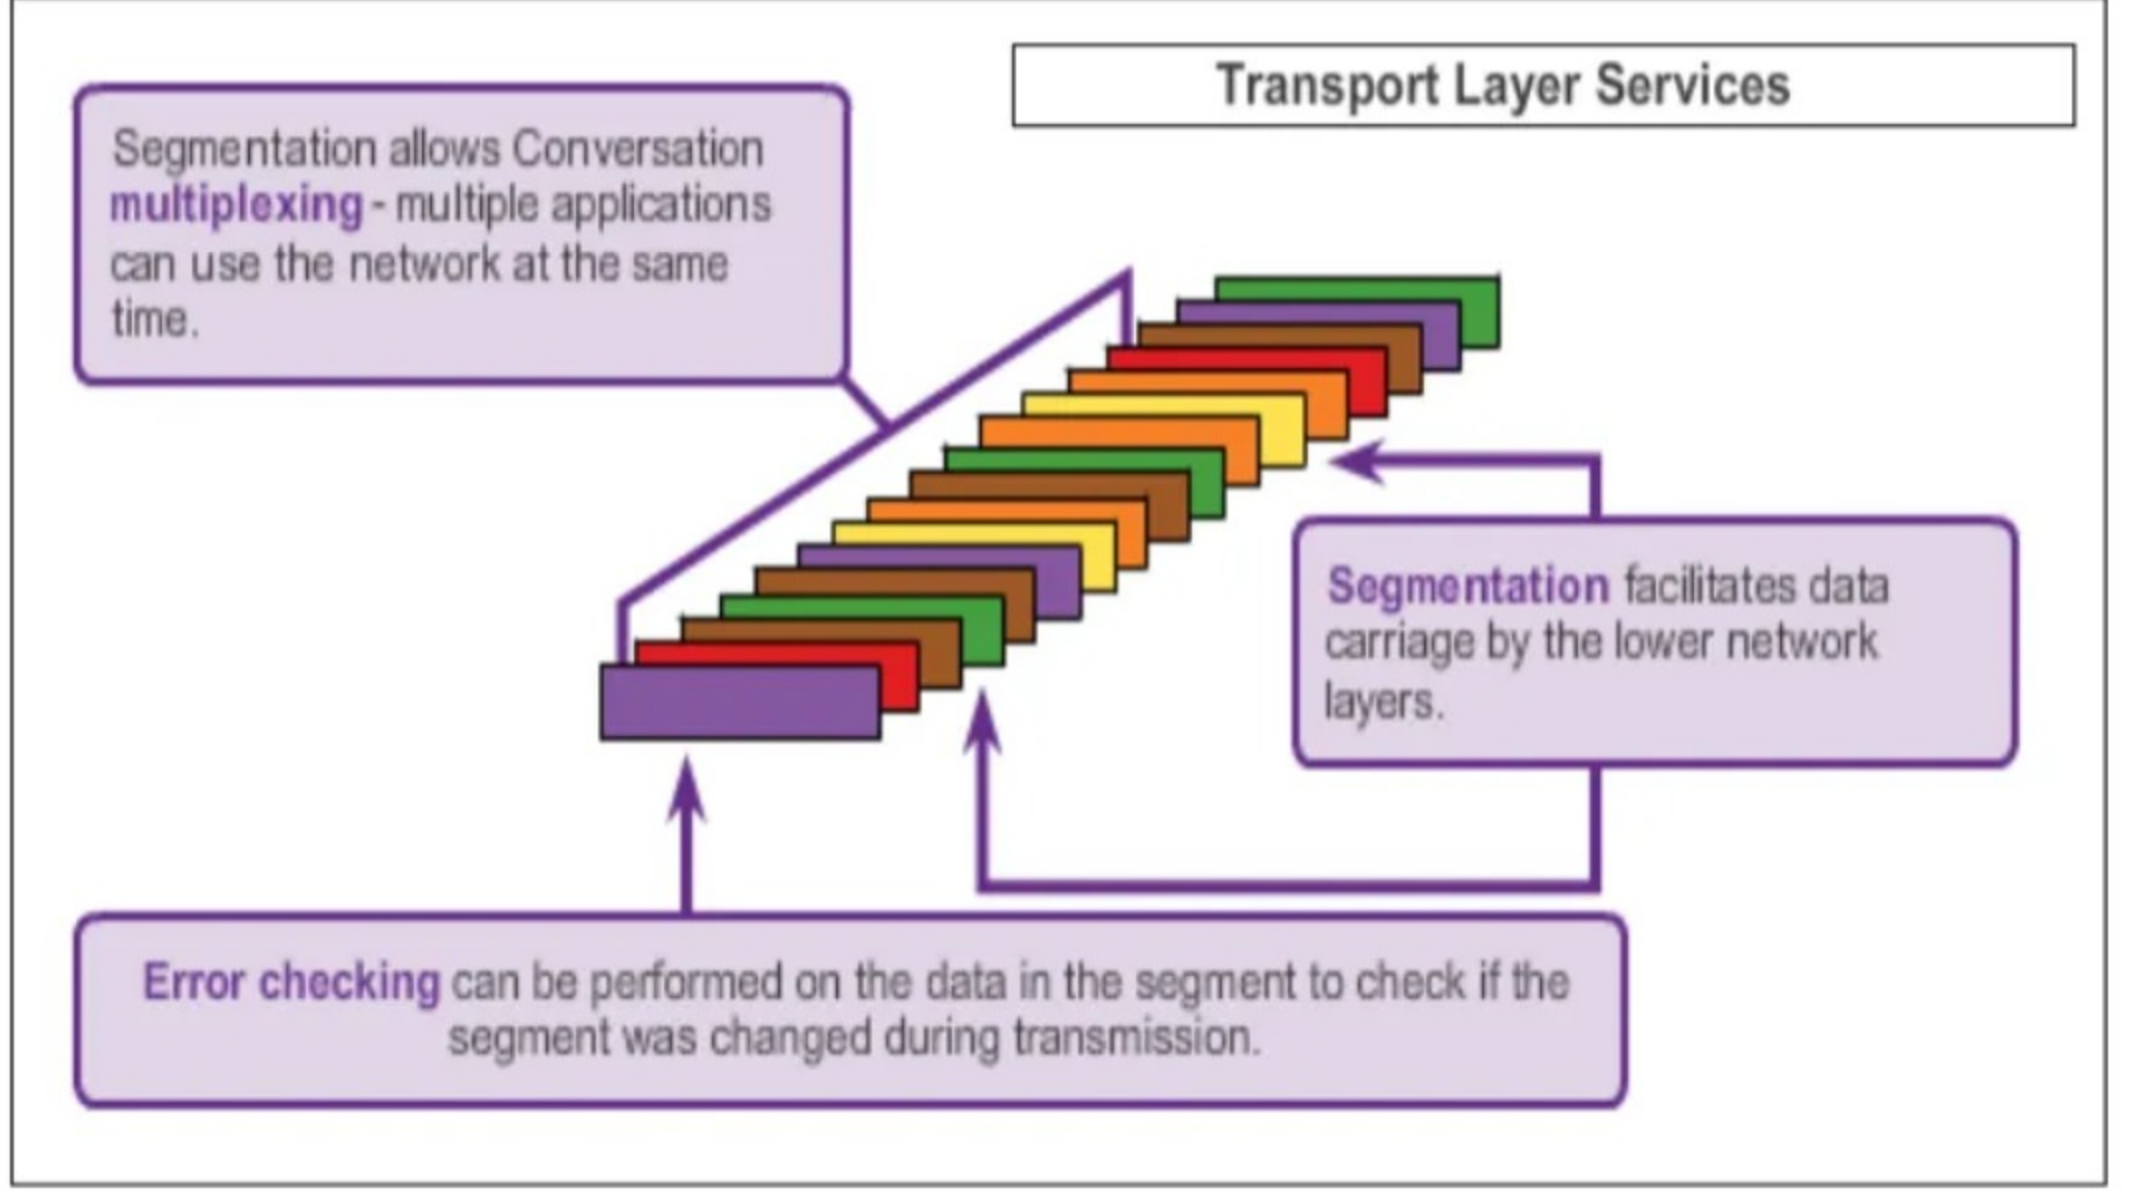 Transport Layer Services
Segmentation allows Conversation
multiplexing - multiple applications
can use the network at the same
time.
Segmentation facilitates data
carriage by the lower network
layers.
Error checking can be performed on the data in the segment to check if the
segment was changed during transmission.